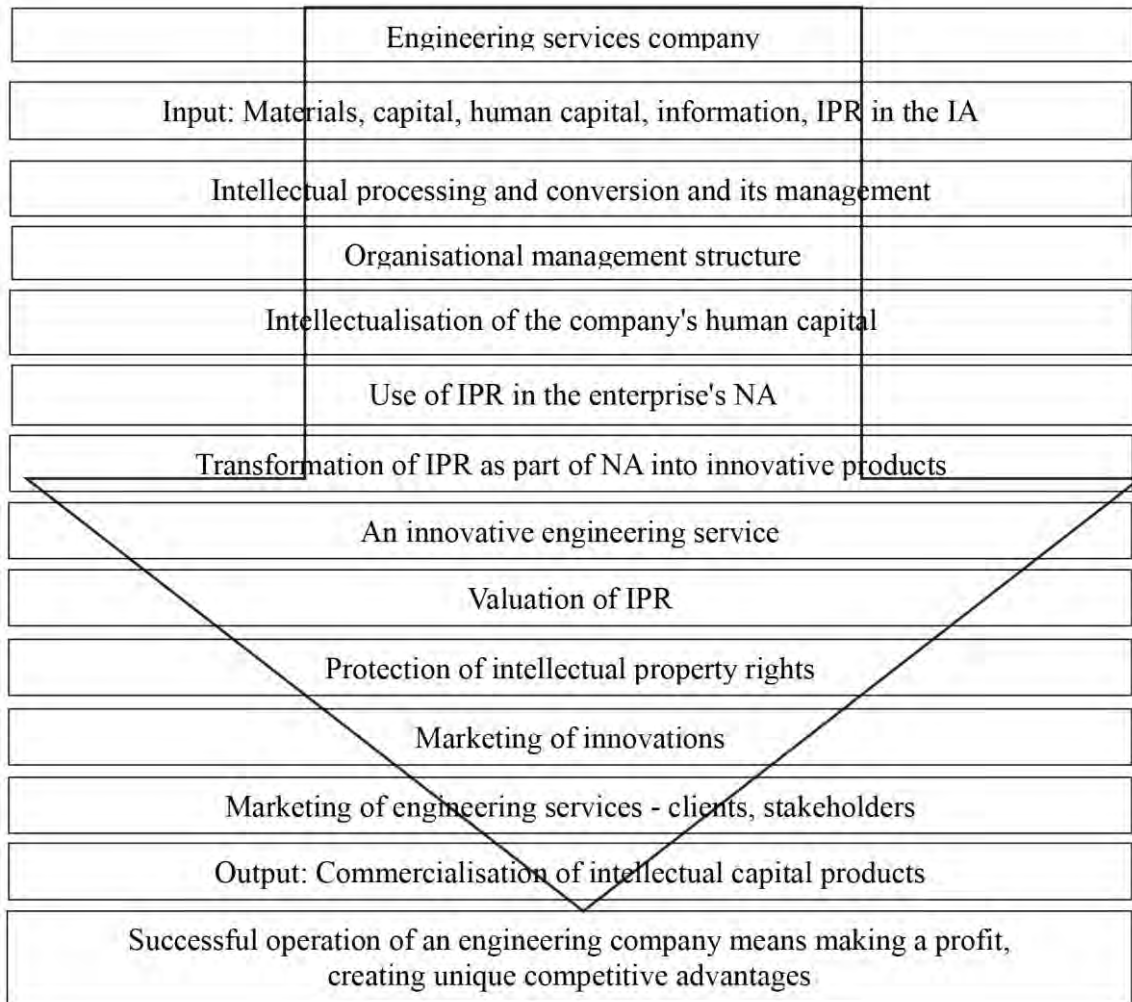 Engineering services company
Input: Materials, capital, human capital, information, IPR in the IA
Intellectual processing and conversion and its management
Organisational management structure
Intellectualisation of the company's human capital
Use of IPR in the enterprise's NA
Transformation of IPR as part of NA into innovative products
An innovative engineering service
Valuation of IPR
Protection of intellectual property rights
Marketing of innovations
Marketing of engineering services - clients, stakeholders
Output: Commercialisation of intellectual capital products
Successful operation of an engineering company means making a profit,
creating unique competitive advantages